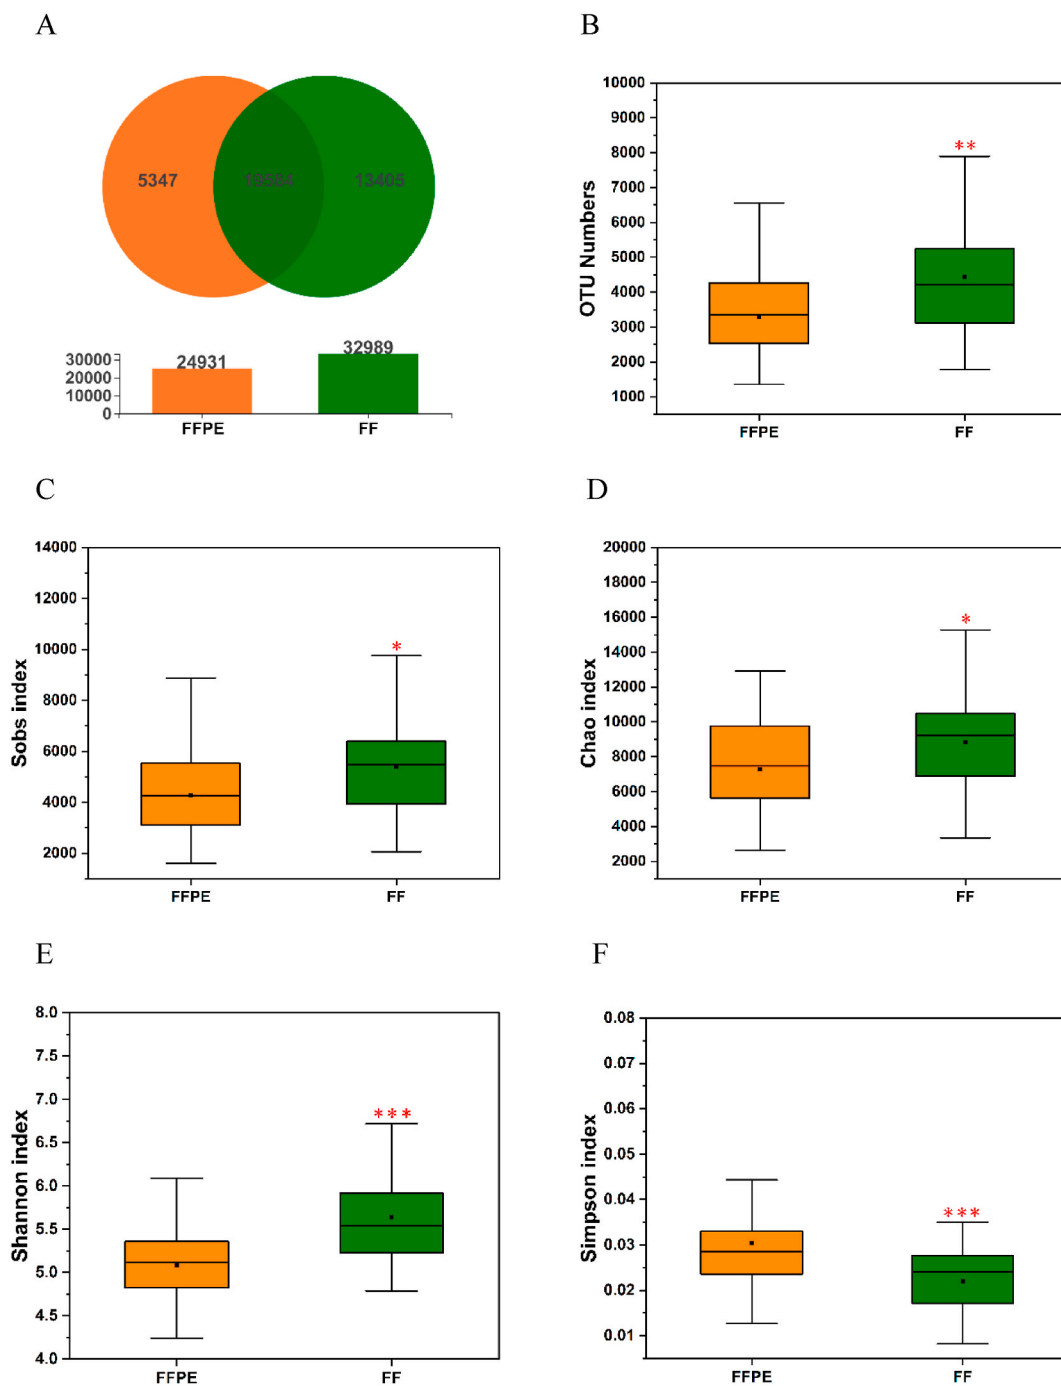 A
5347
19584
13405
30000
20000
10000
0
24931
32989
FFPE
FF
B
OTU Numbers
10000
9000
8000
7000
6000
5000
4000
3000
2000
1000
**
FFPE
FF
C
Sobs index
14000
12000
10000
8000
6000
4000
2000
*
FFPE
FF
D
Chao index
20000
18000
16000
14000
12000
10000
8000
6000
4000
2000
*
FFPE
FF
E
Shannon index
8.0
7.5
7.0
6.5
6.0
5.5
5.0
4.5
4.0
***
FFPE
FF
F
Simpson index
0.08
0.07
0.06
0.05
0.04
0.03
0.02
0.01
***
FFPE
FF